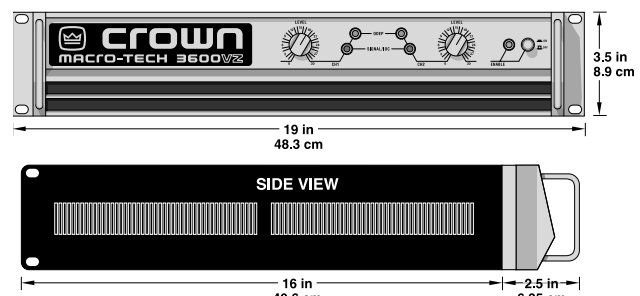 crown
MACRO-TECH 3600VZ
LEVEL
ODEP
SIGNAL/IOC
CH1
CH2
LEVEL
ENABLE
3.5 in
8.9 cm
19 in
48.3 cm
SIDE VIEW
16 in
2.5 in